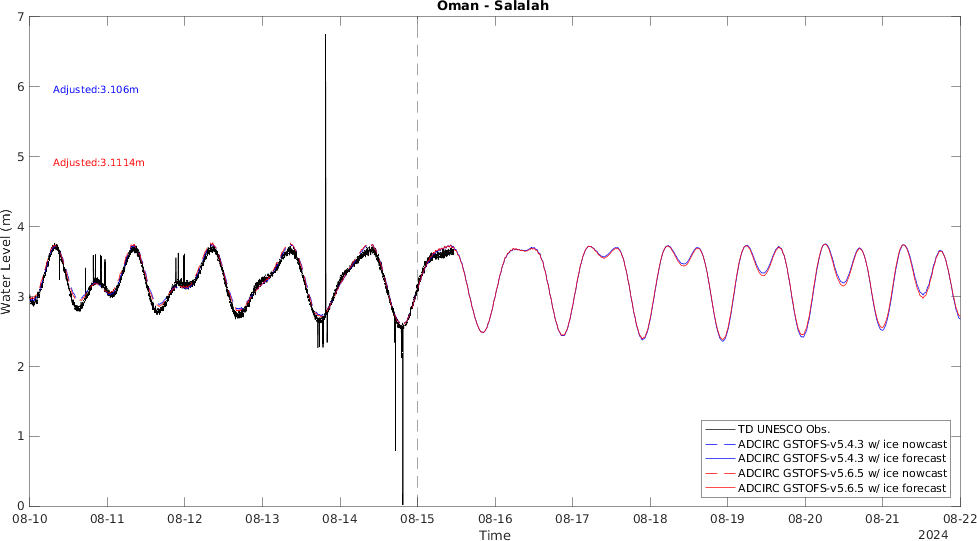 Oman - Salalah
7
6
5
4
3
2
1
0
Water Level (m)
Adjusted:3.106m
Adjusted:3.1114m
TD UNESCO Obs.
ADCIRC GSTOFS-v5.4.3 w/ ice nowcast
ADCIRC GSTOFS-v5.4.3 w/ ice forecast
ADCIRC GSTOFS-v5.6.5 w/ ice nowcast
ADCIRC GSTOFS-v5.6.5 w/ ice forecast
08-10 08-11 08-12 08-13 08-14 08-15 08-16 08-17 08-18 08-19 08-20 08-21 08-22
Time
2024